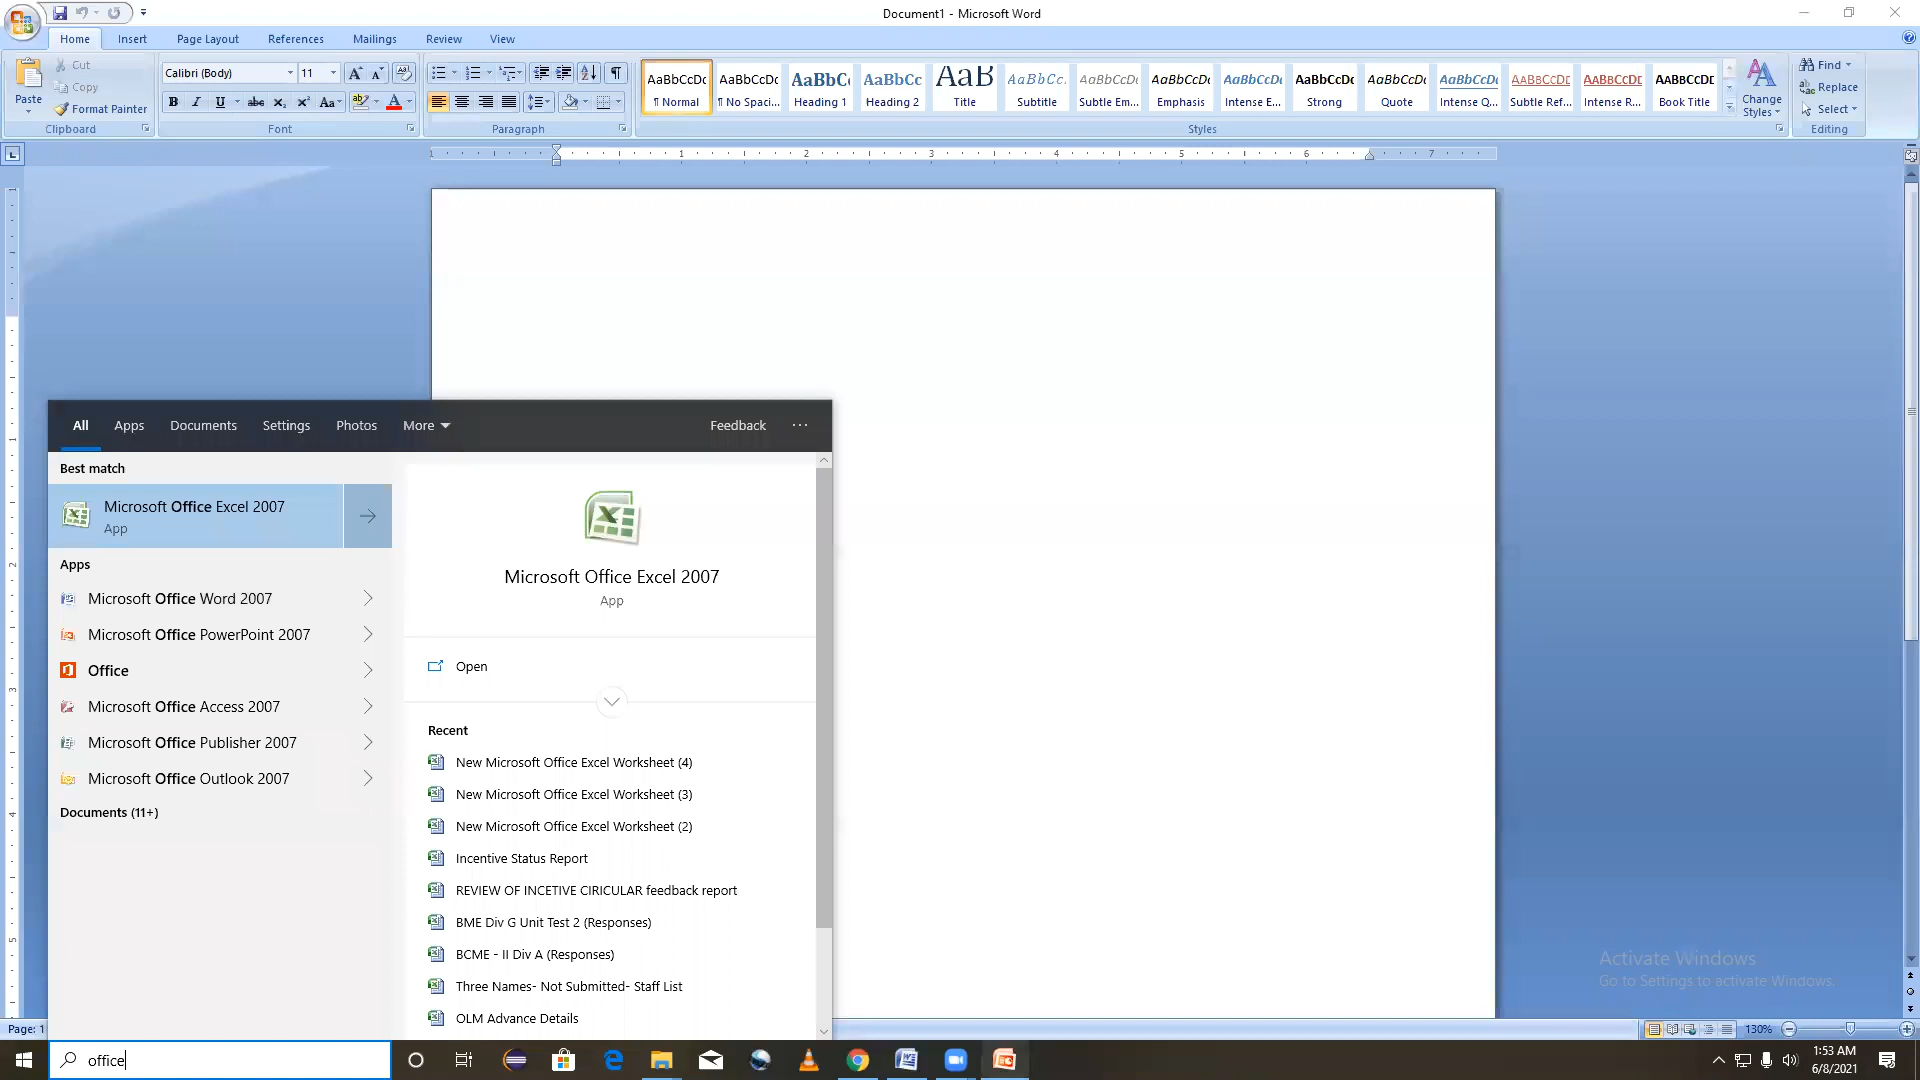 Document1 - Microsoft Word
Home Insert Page Layout References Mailings Review View
Paste
Cut
Copy
Format Painter
Clipboard
Calibri (Body) 11
Font
Paragraph
AaBbCcDc AaBbCcDc AaBbC AaBbCc AaB AaBbCc. AaBbCcDc AaBbCcDc AaBbCcDc AaBbCcDc AaBbCcDc AaBbCcDc AABBCCDE AABBCCDE AABBCCDE
¶ Normal ¶ No Spaci... Heading 1 Heading 2 Title Subtitle Subtle Em... Emphasis Intense E... Strong Quote Intense Q... Subtle Ref... Intense R... Book Title
Styles
Change
Styles
Find
Replace
Select
Editing
1 1 2 3 4 5 6 7
All Apps Documents Settings Photos More Feedback ...
Best match
Microsoft Office Excel 2007
App
Apps
Microsoft Office Word 2007
Microsoft Office PowerPoint 2007
Office
Microsoft Office Access 2007
Microsoft Office Publisher 2007
Microsoft Office Outlook 2007
Documents (11+)
Microsoft Office Excel 2007
App
Open
Recent
New Microsoft Office Excel Worksheet (4)
New Microsoft Office Excel Worksheet (3)
New Microsoft Office Excel Worksheet (2)
Incentive Status Report
REVIEW OF INCETIVE CIRICULAR feedback report
BME Div G Unit Test 2 (Responses)
BCME - II Div A (Responses)
Three Names- Not Submitted- Staff List
OLM Advance Details
Activate Windows
Go to Settings to activate Windows.
Page: 1
130%
office
1:53 AM
6/8/2021